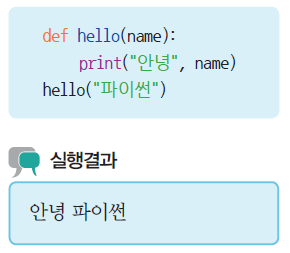 def hello(name):
    print("안녕", name)
hello("파이썬")
실행결과
안녕 파이썬